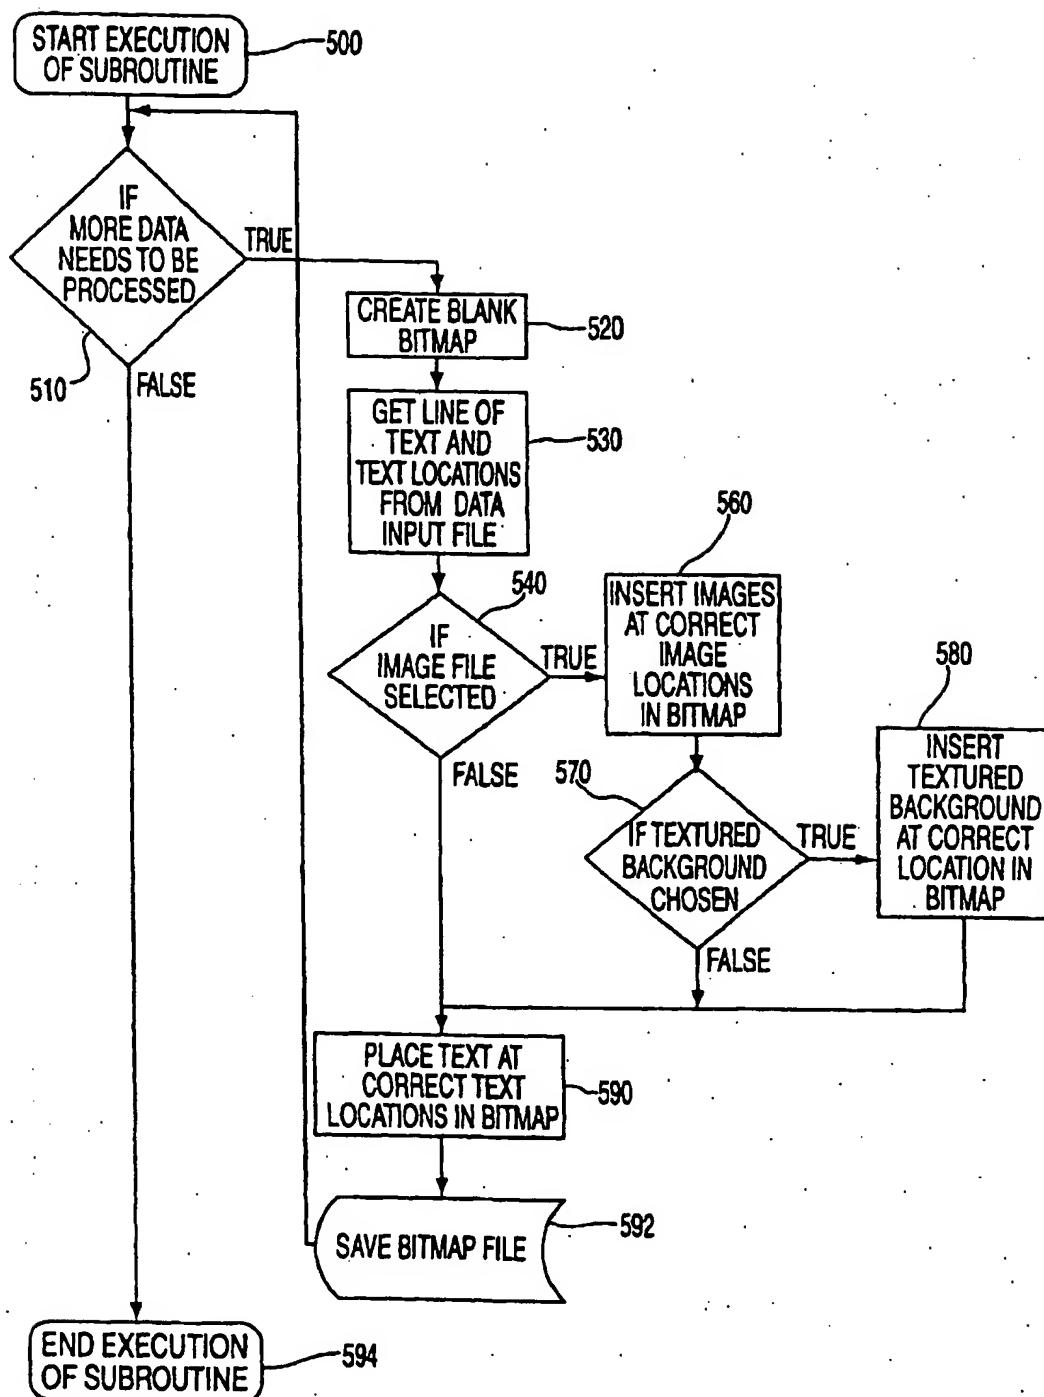 START EXECUTION
OF SUBROUTINE
500
IF
MORE DATA
NEEDS TO BE
PROCESSED
TRUE
510
FALSE
CREATE BLANK
BITMAP
520
GET LINE OF
TEXT AND
TEXT LOCATIONS
FROM DATA
INPUT FILE
530
540
IF
IMAGE FILE
SELECTED
TRUE
FALSE
560
INSERT IMAGES
AT CORRECT
IMAGE
LOCATIONS
IN BITMAP
570
IF TEXTURED
BACKGROUND
CHOSEN
TRUE
FALSE
580
INSERT
TEXTURED
BACKGROUND
AT CORRECT
LOCATION IN
BITMAP
PLACE TEXT AT
CORRECT TEXT
LOCATIONS IN BITMAP
590
SAVE BITMAP FILE
592
END EXECUTION
OF SUBROUTINE
594